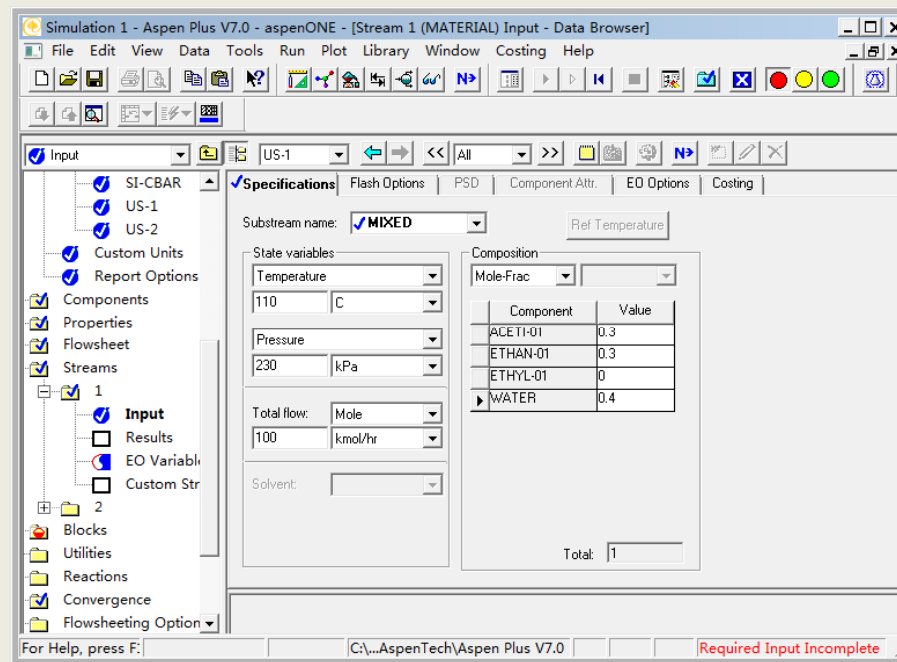 Simulation 1 - Aspen Plus V7.0 - aspenONE - [Stream 1 (MATERIAL) Input - Data Browser]
File Edit View Data Tools Run Plot Library Window Costing Help
Input US-1 All
SI-CBAR
US-1
US-2
Custom Units
Report Options
Components
Properties
Flowsheet
Streams
1
Input
Results
EO Variabl
Custom Str
2
Blocks
Utilities
Reactions
Convergence
Flowsheeting Option
Specifications Flash Options PSD Component Attr. EO Options Costing
Substream name: MIXED Ref Temperature
State variables
Temperature
110 C
Pressure
230 kPa
Total flow: Mole
100 kmol/hr
Solvent:
Composition
Mole-Frac
Component Value
ACETI-01 0.3
ETHAN-01 0.3
ETHYL-01 0
WATER 0.4
Total: 1
For Help, press F: C:\...AspenTech\Aspen Plus V7.0 Required Input Incomplete